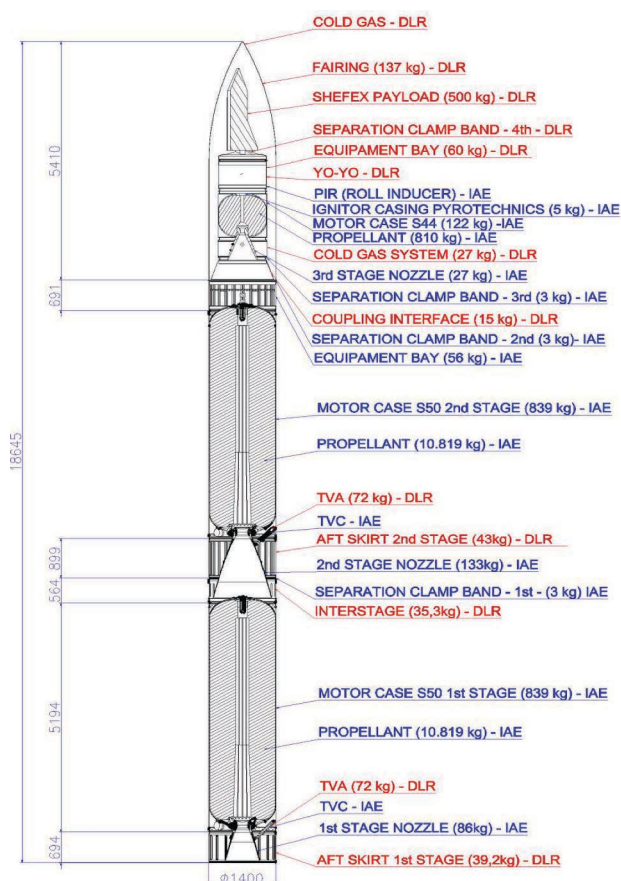 COLD GAS - DLR
FAIRING (137 kg) - DLR
SHEFEX PAYLOAD (500 kg) - DLR
SEPARATION CLAMP BAND - 4th - DLR
EQUIPAMENT BAY (60 kg) - DLR
YO-YO - DLR
PIR (ROLL INDUCER) - IAE
IGNITOR CASING PYROTECHNICS (5 kg) - IAE
MOTOR CASE S44 (122 kg) -IAE
PROPELLANT (810 kg) - IAE
COLD GAS SYSTEM (27 kg) - DLR
3rd STAGE NOZZLE (27 kg) - IAE
SEPARATION CLAMP BAND - 3rd (3 kg) - IAE
COUPLING INTERFACE (15 kg) - DLR
SEPARATION CLAMP BAND - 2nd (3 kg)- IAE
EQUIPAMENT BAY (56 kg) - IAE
MOTOR CASE S50 2nd STAGE (839 kg) - IAE
PROPELLANT (10.819 kg) - IAE
TVA (72 kg) - DLR
TVC - IAE
AFT SKIRT 2nd STAGE (43kg) - DLR
2nd STAGE NOZZLE (133kg) - IAE
SEPARATION CLAMP BAND - 1st - (3 kg) IAE
INTERSTAGE (35,3kg) - DLR
MOTOR CASE S50 1st STAGE (839 kg) - IAE
PROPELLANT (10.819 kg) - IAE
TVA (72 kg) - DLR
TVC - IAE
1st STAGE NOZZLE (86kg) - IAE
AFT SKIRT 1st STAGE (39,2kg) - DLR
5410
691
18645
899
564
5194
694
Ø1400